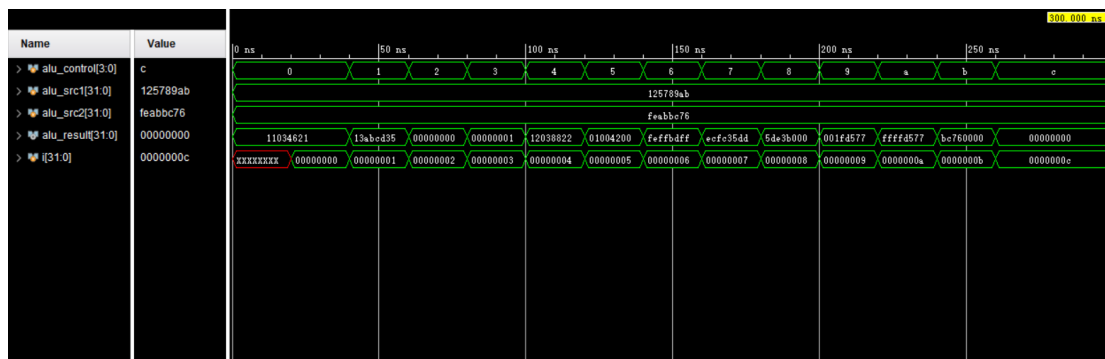 300.000 ns
Name Value
0 ns 50 ns 100 ns 150 ns 200 ns 250 ns
> alu_control[3:0] c 0 1 2 3 4 5 6 7 8 9 a b c
> alu_src1[31:0] 125789ab 125789ab
> alu_src2[31:0] feabbc76 feabbc76
> alu_result[31:0] 00000000 11034621 13abcd35 00000000 00000001 12038822 01004200 feffbdff ecfc35dd 5de3b000 001fd577 ffffd577 bc760000 00000000
> i[31:0] 0000000c XXXXXXXX 00000000 00000001 00000002 00000003 00000004 00000005 00000006 00000007 00000008 00000009 0000000a 0000000b 0000000c